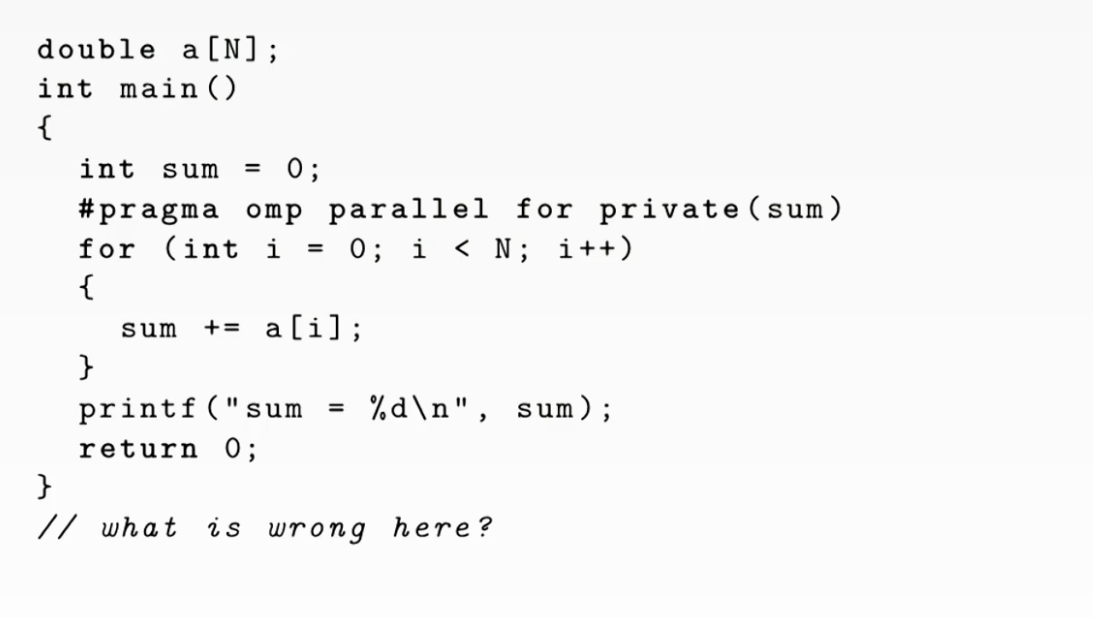 double a[N];
int main()
{
int sum = 0;
#pragma omp parallel for private(sum)
for (int i = 0; i < N; i++)
{
sum += a[i];
}
printf("sum = %d\n", sum);
return 0;
}
// what is wrong here?